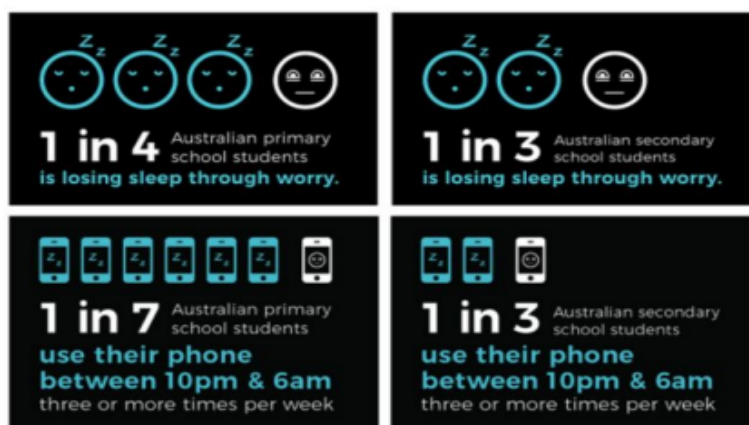 z z z z z z
1 in 4 Australian primary
school students
is losing sleep through worry.
z z z z
1 in 3 Australian secondary
school students
is losing sleep through worry.
z z z z z z z z z z z z
1 in 7 Australian primary
school students
use their phone
between 10pm & 6am
three or more times per week
z z z z
1 in 3 Australian secondary
school students
use their phone
between 10pm & 6am
three or more times per week